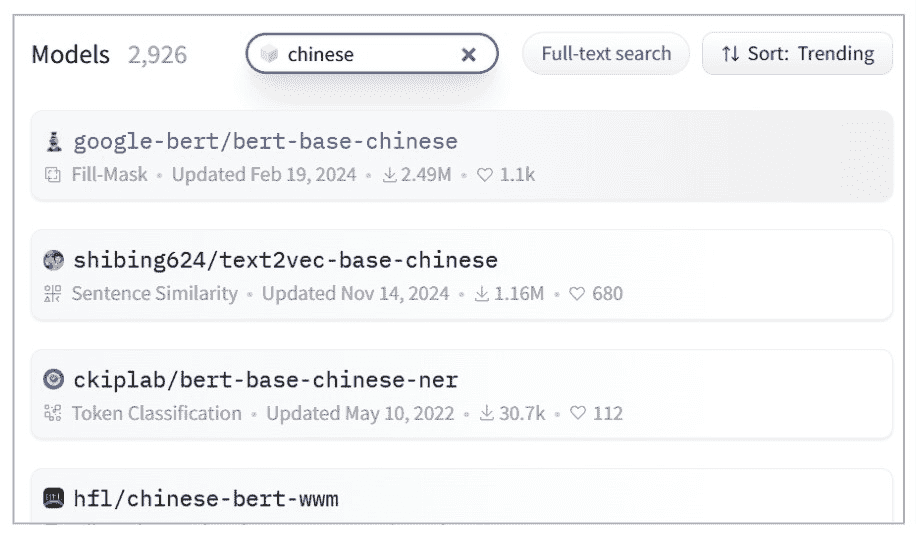 Models 2,926 chinese Full-text search Sort: Trending
google-bert/bert-base-chinese
Fill-Mask • Updated Feb 19, 2024 • 2.49M • 1.1k
shibing624/text2vec-base-chinese
Sentence Similarity • Updated Nov 14, 2024 • 1.16M • 680
ckiplab/bert-base-chinese-ner
Token Classification • Updated May 10, 2022 • 30.7k • 112
hfl/chinese-bert-wwm